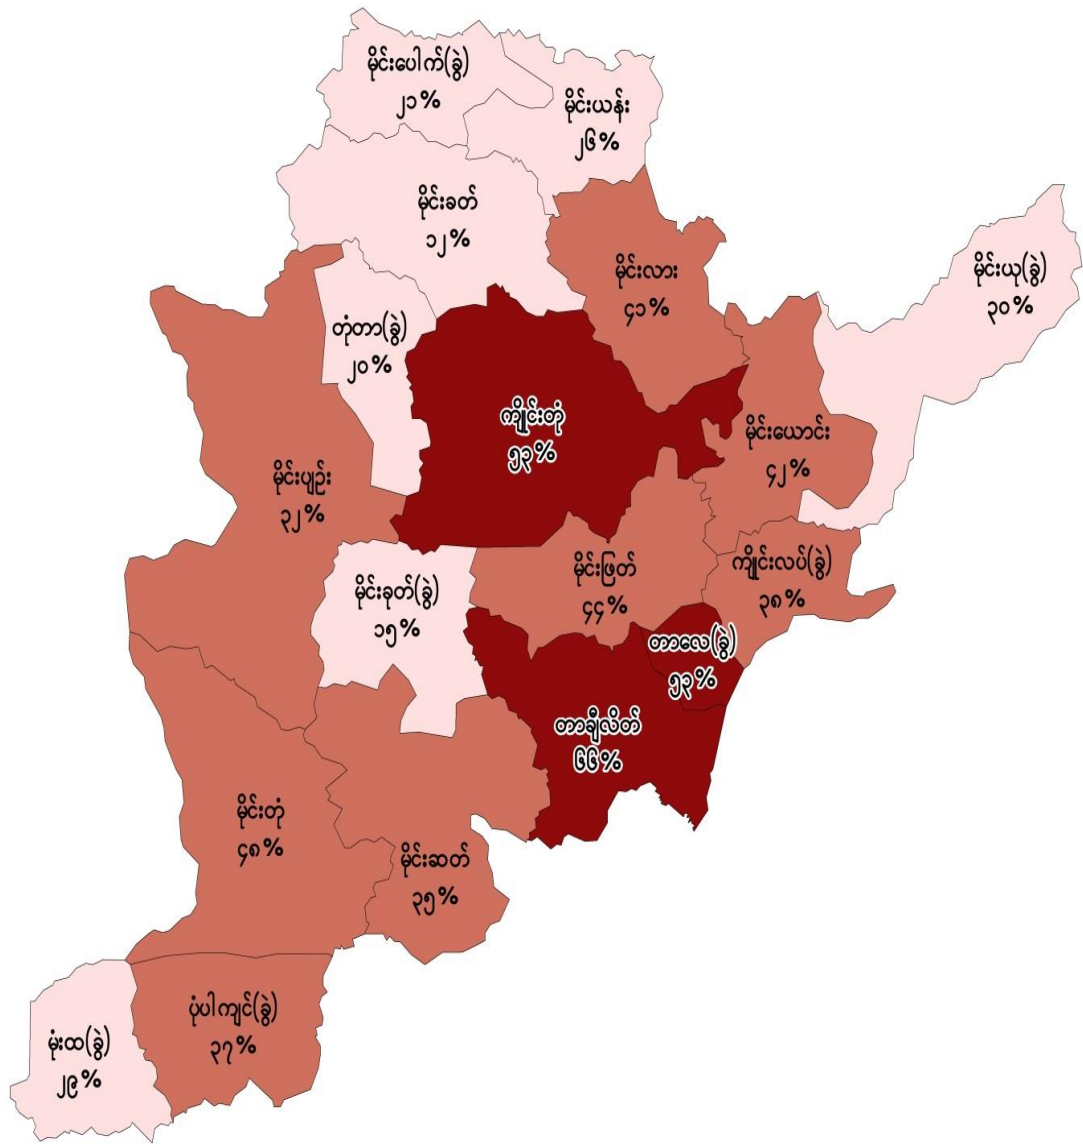 မိုင်းပေါက်(ခွဲ)
၂၁%
မိုင်းယန်း
၂၆%
မိုင်းခတ်
၁၂%
မိုင်းလား
၄၁%
မိုင်းယု(ခွဲ)
၃၀%
တုံတာ(ခွဲ)
၂၀%
ကျိုင်းတုံ
၅၃%
မိုင်းယောင်း
၄၂%
မိုင်းပျဉ်း
၃၂%
မိုင်းဖြတ်
၄၄%
ကျိုင်းလပ်(ခွဲ)
၃၈%
မိုင်းခုတ်(ခွဲ)
၁၅%
တာလေ(ခွဲ)
၅၃%
တာချီလိတ်
၆၆%
မိုင်းတုံ
၄၈%
မိုင်းဆတ်
၃၅%
ပုံပါကျင်(ခွဲ)
၃၇%
မုံးထ(ခွဲ)
၂၉%